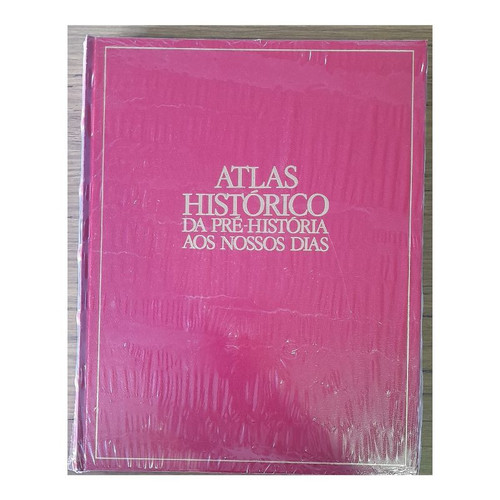 ATLAS
HISTÓRICO
DA PRÉ-HISTÓRIA
AOS NOSSOS DIAS